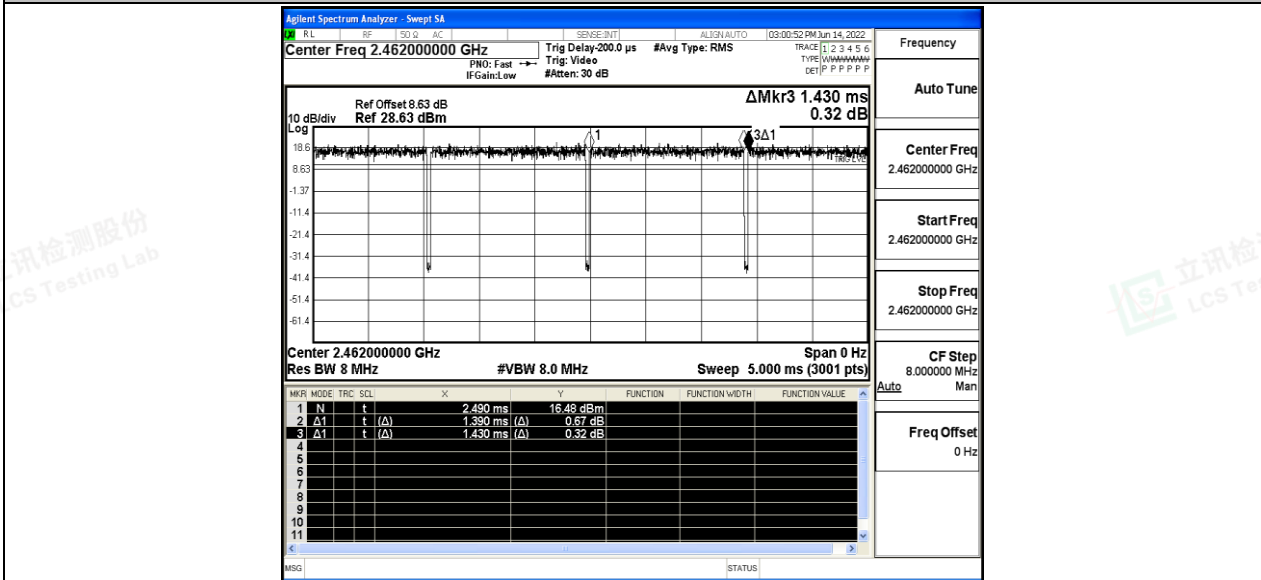 Agilent Spectrum Analyzer - Swept SA
RL RF 50 Ω AC SENSE:INT ALIGN AUTO 03:00:52 PM Jun 14, 2022
Center Freq 2.462000000 GHz
PNO: Fast
IFGain:Low
Trig Delay-200.0 µs
Trig: Video
#Atten: 30 dB
#Avg Type: RMS
TRACE 1 2 3 4 5 6
TYPE WWWWWW
DET P P P P P P
Frequency
Auto Tune
Center Freq
2.462000000 GHz
Start Freq
2.462000000 GHz
Stop Freq
2.462000000 GHz
CF Step
8.000000 MHz
Auto Man
Freq Offset
0 Hz
ΔMkr3 1.430 ms
0.32 dB
Ref Offset 8.63 dB
10 dB/div Ref 28.63 dBm
Log
1
3Δ1
TRIG LVL
18.6
8.63
-1.37
-11.4
-21.4
-31.4
-41.4
-51.4
-61.4
Center 2.462000000 GHz Span 0 Hz
Res BW 8 MHz #VBW 8.0 MHz Sweep 5.000 ms (3001 pts)
MKR MODE TRC SCL X Y FUNCTION FUNCTION WIDTH FUNCTION VALUE
1 N t 2.490 ms 16.48 dBm
2 Δ1 t (Δ) 1.390 ms (Δ) 0.67 dB
3 Δ1 t (Δ) 1.430 ms (Δ) 0.32 dB
4
5
6
7
8
9
10
11
MSG STATUS
讯检测股份
LCS Testing Lab
立讯检
LCS Tes